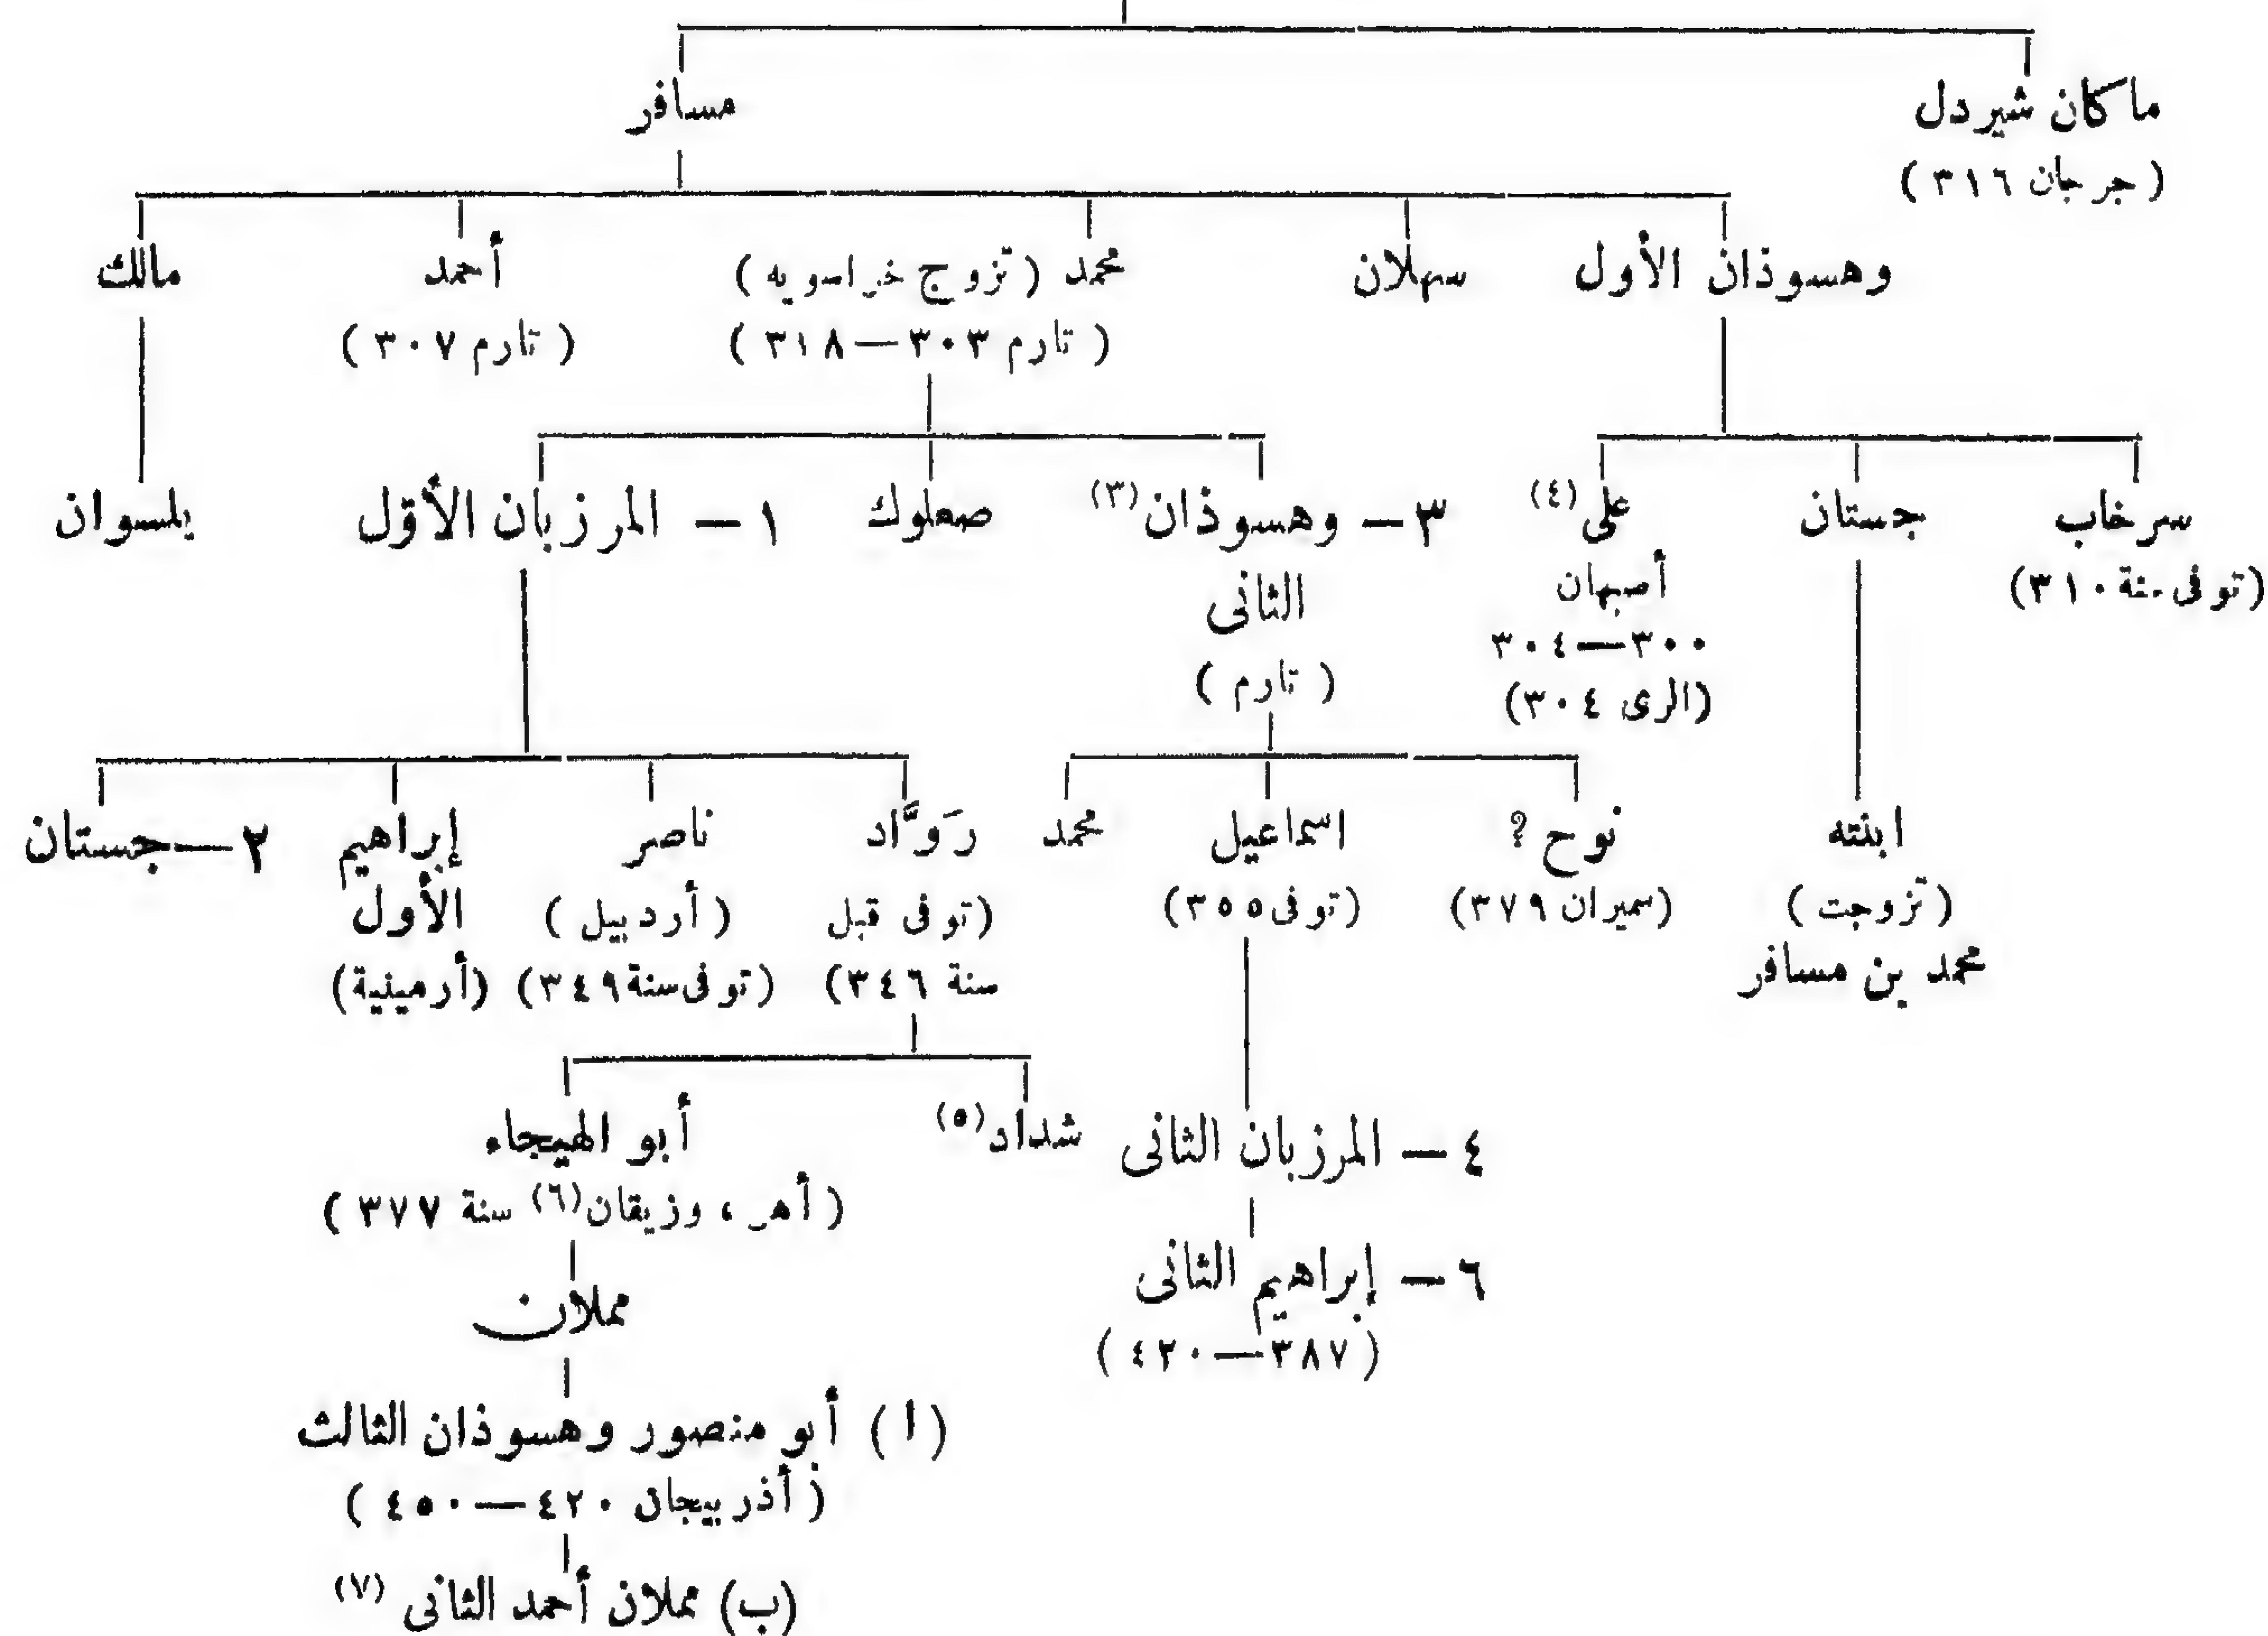 ماكان شيردل
مسافر
(جرجان ٣١٦)
وهسوذان الأول
سهلان
محمد (تزوج خراسويه)
أحمد
مالك
(تارم ٣٠٣—٣١٨)
(تارم ٣٠٧)
سرخاب
جستان
على (٤)
٣ — وهسوذان (٣)
صعلوك
١ — المرزبان الأوّل
يلسوان
(توفى سنة ٣١٠)
أصبهان
الثانى
٣٠٠—٣٠٤
(تارم)
(الرى ٣٠٤)
ابنته
نوح ?
اسماعيل
محمد
رَوَّاد
ناصر
إبراهيم
٢—جستان
(تزوجت)
(سميران ٣٧٩)
(توفى ٣٥٥)
(توفى قبل
(أردبيل)
الأول
محمد بن مسافر
سنة ٣٤٦)
(توفى سنة ٣٤٩)
(أرمينية)
٤ — المرزبان الثانى
شداد (٥)
أبو الهيجاء
(أهر، وزيقان (٦) سنة ٣٧٧)
٦ — إبراهيم الثانى
مملان
(٣٨٧—٤٢٠)
(ا) أبو منصور وهسوذان الثالث
(أذربيجان ٤٢٠—٤٥٠)
(ب) مملان أحمد الثانى (٧)